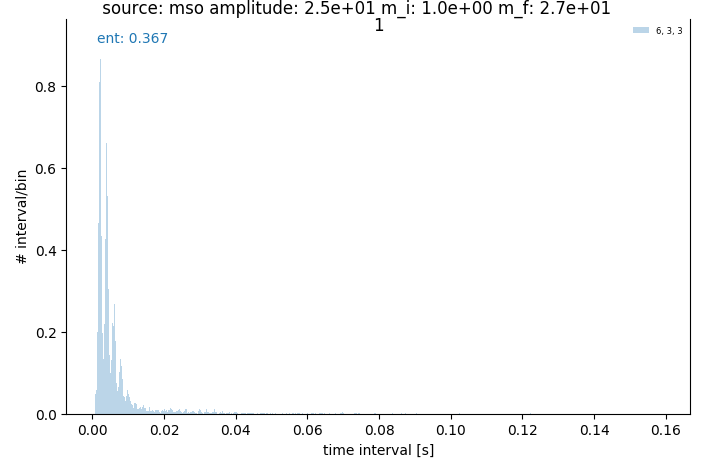 source: mso amplitude: 2.5e+01 m_i: 1.0e+00 m_f: 2.7e+01
1
ent: 0.367
6, 3, 3
# interval/bin
0.8
0.6
0.4
0.2
0.0
0.00 0.02 0.04 0.06 0.08 0.10 0.12 0.14 0.16
time interval [s]